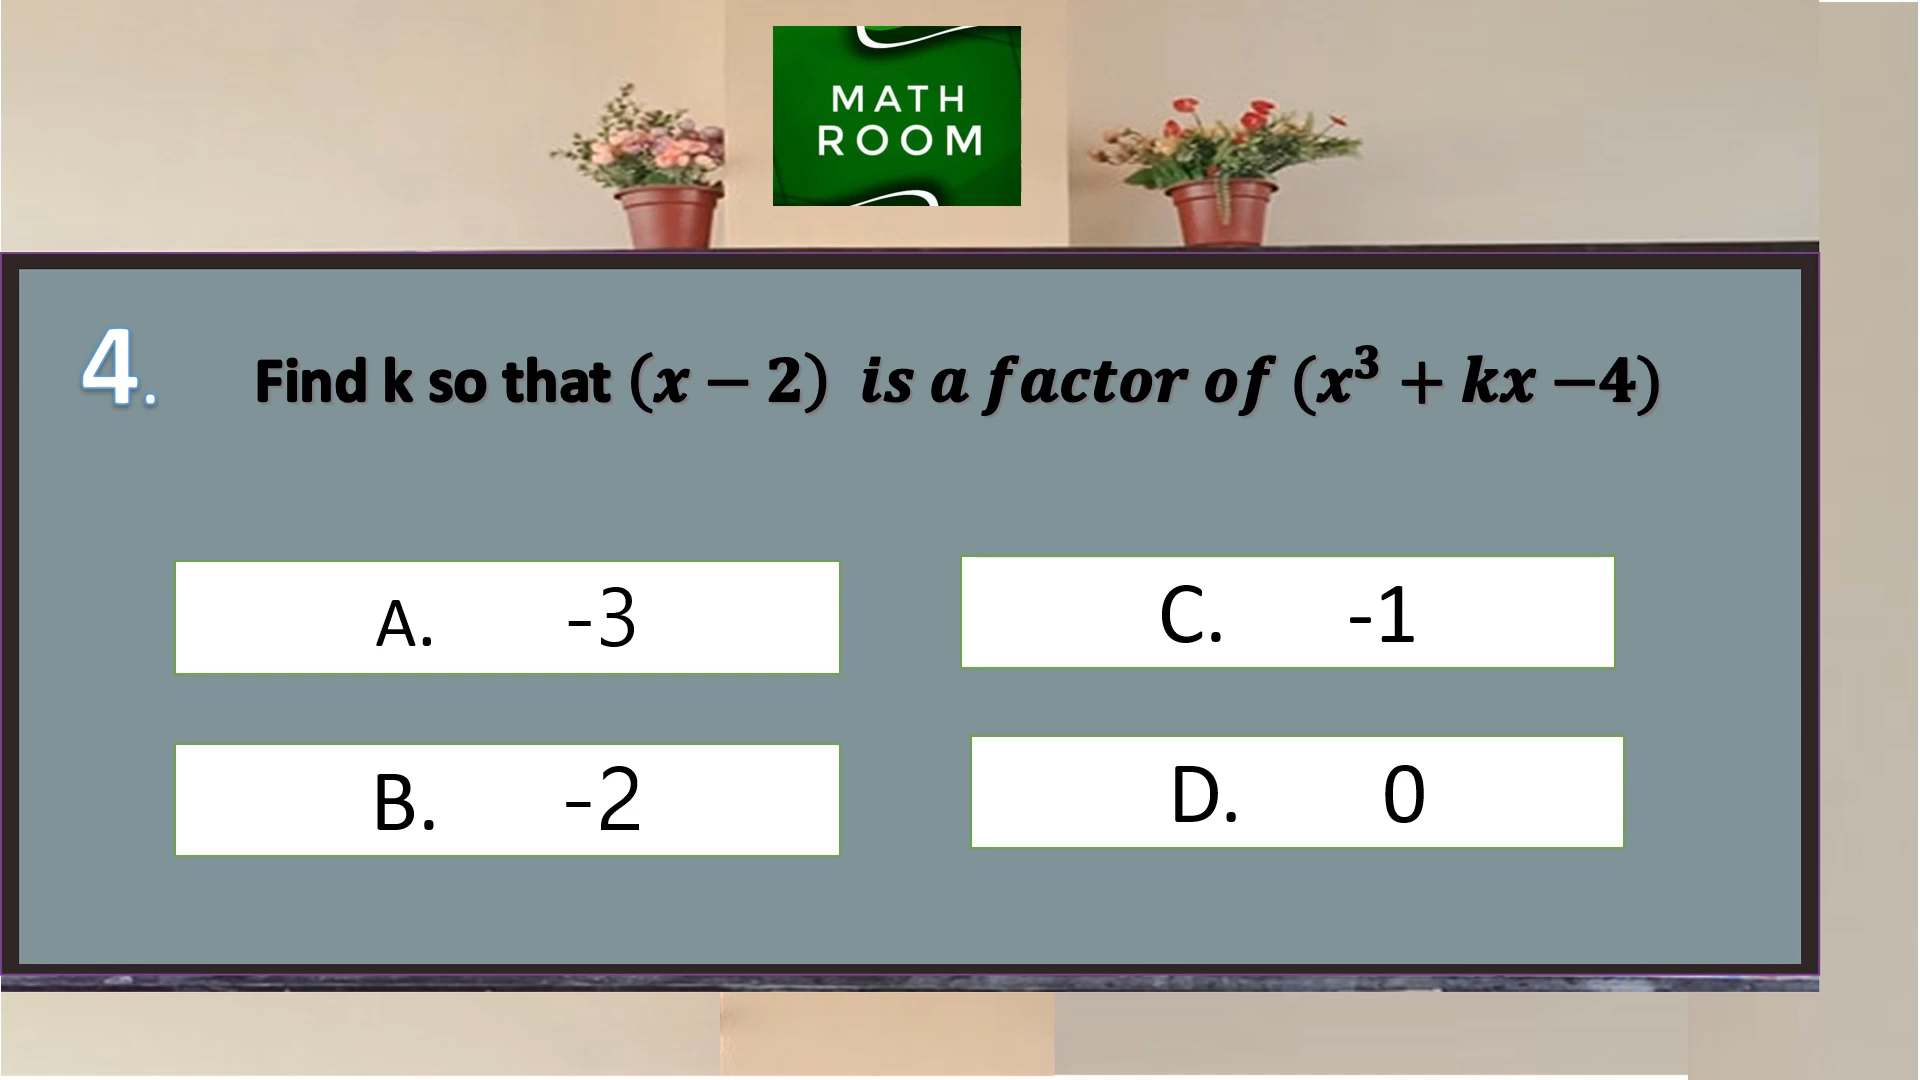 MATH
ROOM
4. Find k so that (𝒙 − 𝟐) 𝒊𝒔 𝒂 𝒇𝒂𝒄𝒕𝒐𝒓 𝒐𝒇 (𝒙³ + 𝒌𝒙 −𝟒)
A. -3
C. -1
B. -2
D. 0